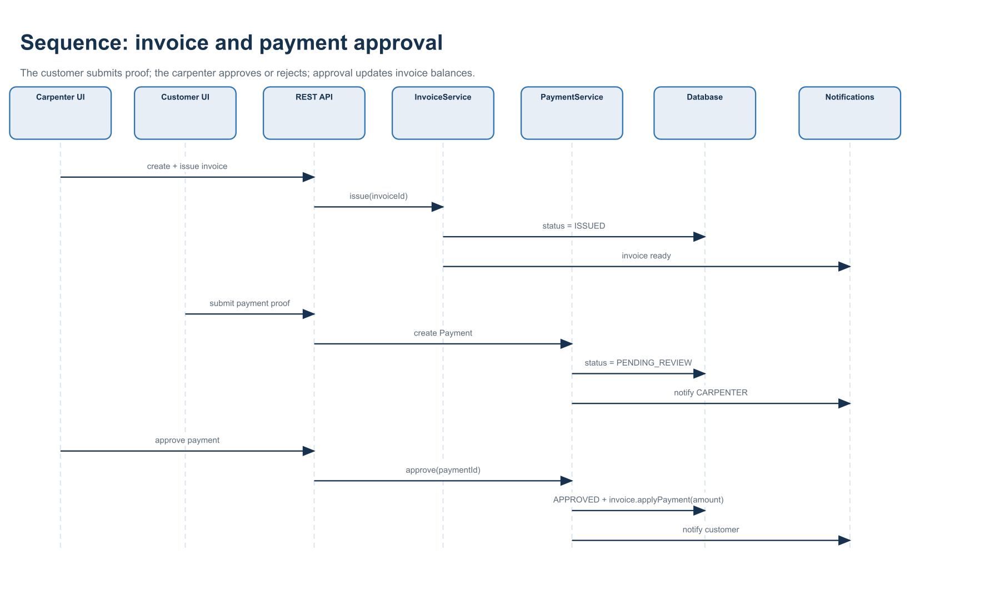 Sequence: invoice and payment approval
The customer submits proof; the carpenter approves or rejects; approval updates invoice balances.
Carpenter UI
Customer UI
REST API
InvoiceService
PaymentService
Database
Notifications
create + issue invoice
issue(invoiceId)
status = ISSUED
invoice ready
submit payment proof
create Payment
status = PENDING_REVIEW
notify CARPENTER
approve payment
approve(paymentId)
APPROVED + invoice.applyPayment(amount)
notify customer